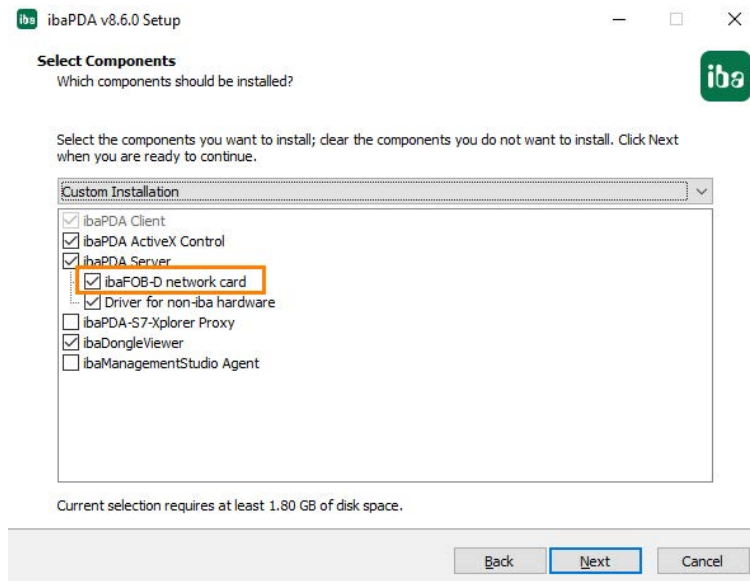 iba ibaPDA v8.6.0 Setup
Select Components
Which components should be installed?
iba
Select the components you want to install; clear the components you do not want to install. Click Next
when you are ready to continue.
Custom Installation
ibaPDA Client
ibaPDA ActiveX Control
ibaPDA Server
ibaFOB-D network card
Driver for non-iba hardware
ibaPDA-S7-Xplorer Proxy
ibaDongleViewer
ibaManagementStudio Agent
Current selection requires at least 1.80 GB of disk space.
Back Next Cancel